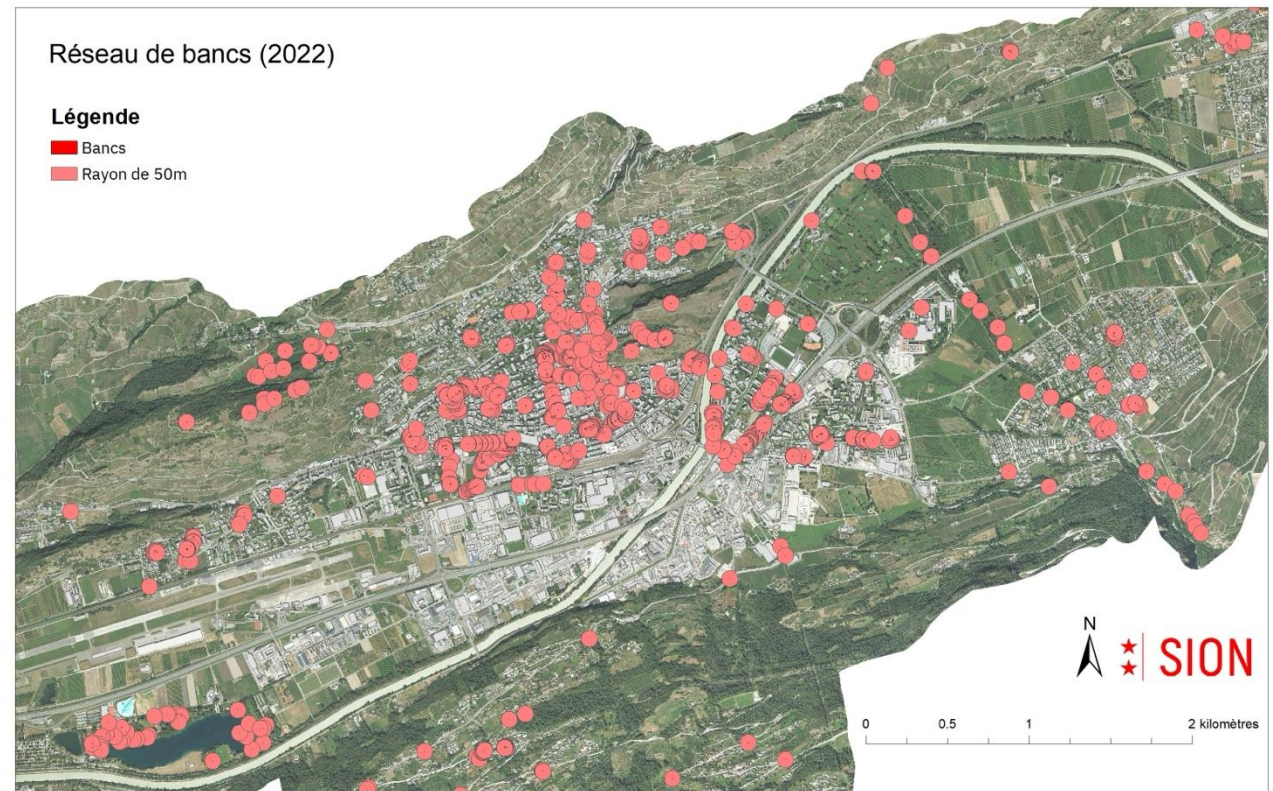 Réseau de bancs (2022)
Légende
Bancs
Rayon de 50m
N
SION
0 0.5 1 2 kilomètres